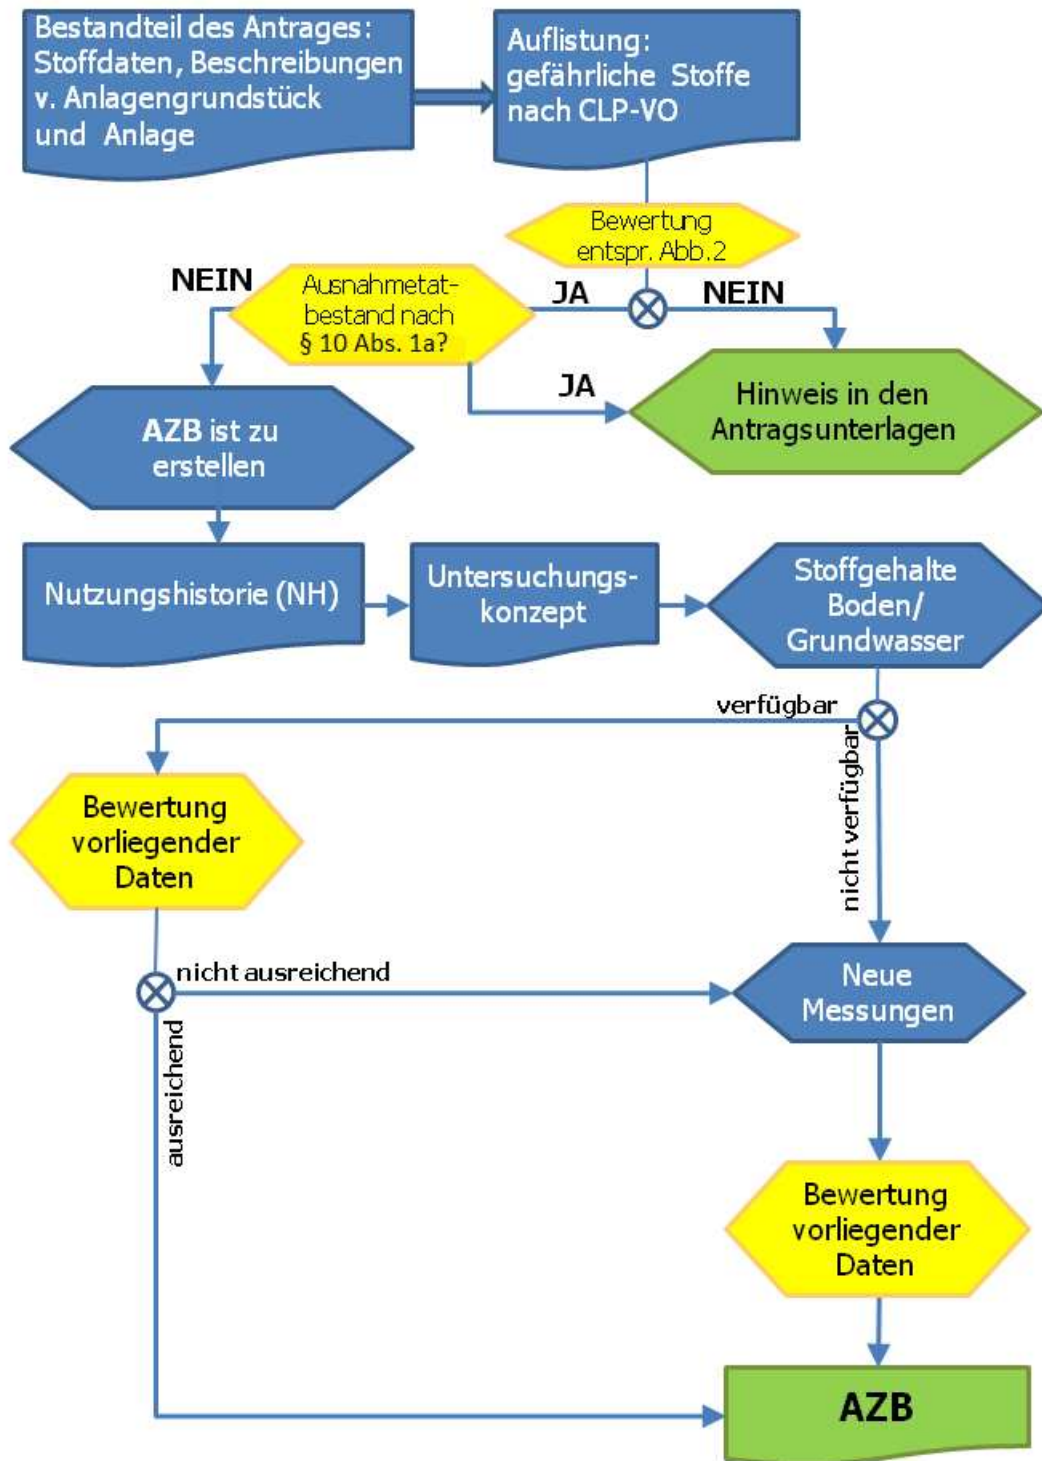 Bestandteil des Antrages:
Stoffdaten, Beschreibungen
v. Anlagengrundstück
und Anlage
Auflistung:
gefährliche Stoffe
nach CLP-VO
Bewertung
entspr. Abb.2
NEIN
Ausnahmetat-
bestand nach
§ 10 Abs. 1a?
JA
NEIN
JA
Hinweis in den
Antragsunterlagen
AZB ist zu
erstellen
Nutzungshistorie (NH)
Untersuchungs-
konzept
Stoffgehalte
Boden/
Grundwasser
verfügbar
nicht verfügbar
Bewertung
vorliegender
Daten
nicht ausreichend
ausreichend
Neue
Messungen
Bewertung
vorliegender
Daten
AZB